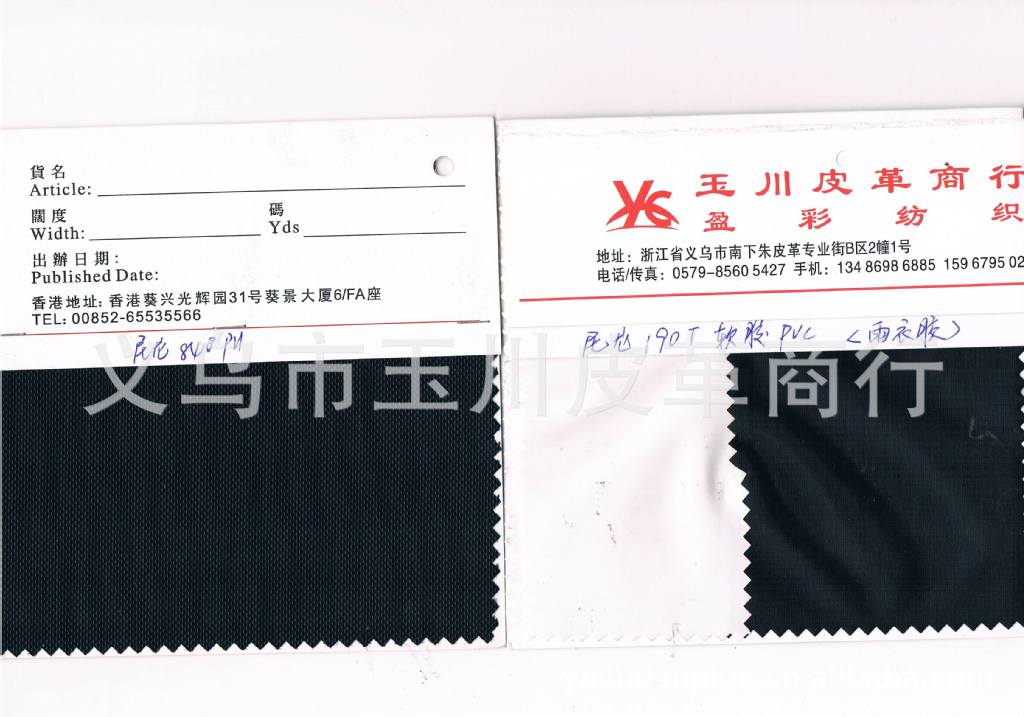 貨名
Article:
闊度
Width:
碼
Yds
出辦日期:
Published Date:
香港地址: 香港葵兴光辉园31号葵景大厦6/FA座
TEL: 00852-65535566
尼龙 840D
YC 玉川皮革商行
盈彩纺织
地址: 浙江省义乌市南下朱皮革专业街B区2幢1号
电话/传真: 0579-8560 5427 手机: 134 8698 6885 159 6795 02
尼龙 190T 软胶 PVC <雨衣胶>
义乌市玉川皮革商行